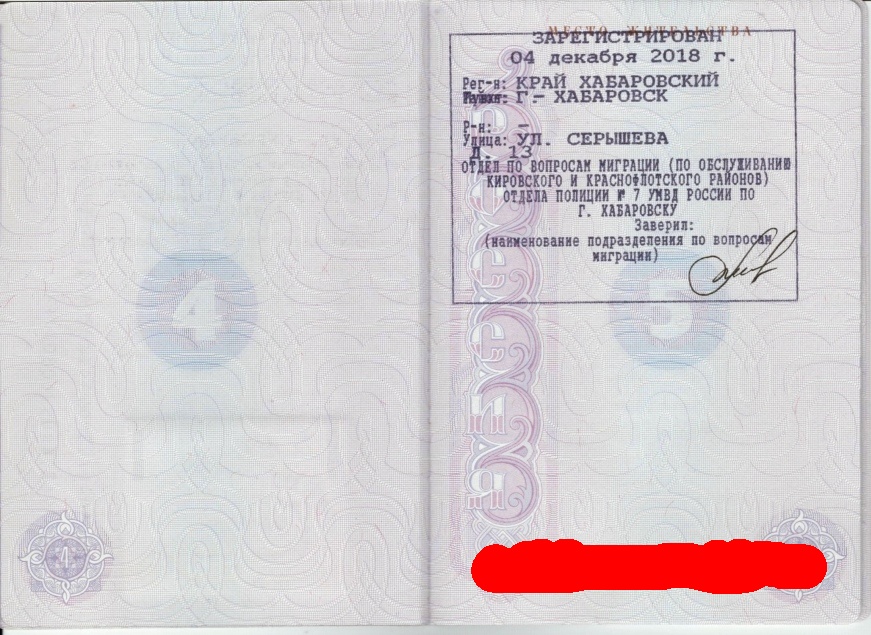 4
МЕСТО ЖИТЕЛЬСТВА
ЗАРЕГИСТРИРОВАН
04 декабря 2018 г.
Рег-н: КРАЙ ХАБАРОВСКИЙ
Г.- ХАБАРОВСК
Р-н: -
Улица: УЛ. СЕРЫШЕВА
Д. 13
ОТДЕЛ ПО ВОПРОСАМ МИГРАЦИИ (ПО ОБСЛУЖИВАНИЮ
КИРОВСКОГО И КРАСНОФЛОТСКОГО РАЙОНОВ)
ОТДЕЛА ПОЛИЦИИ № 7 УМВД РОССИИ ПО
Г. ХАБАРОВСКУ
Заверил:
(наименование подразделения по вопросам
миграции)
5
4